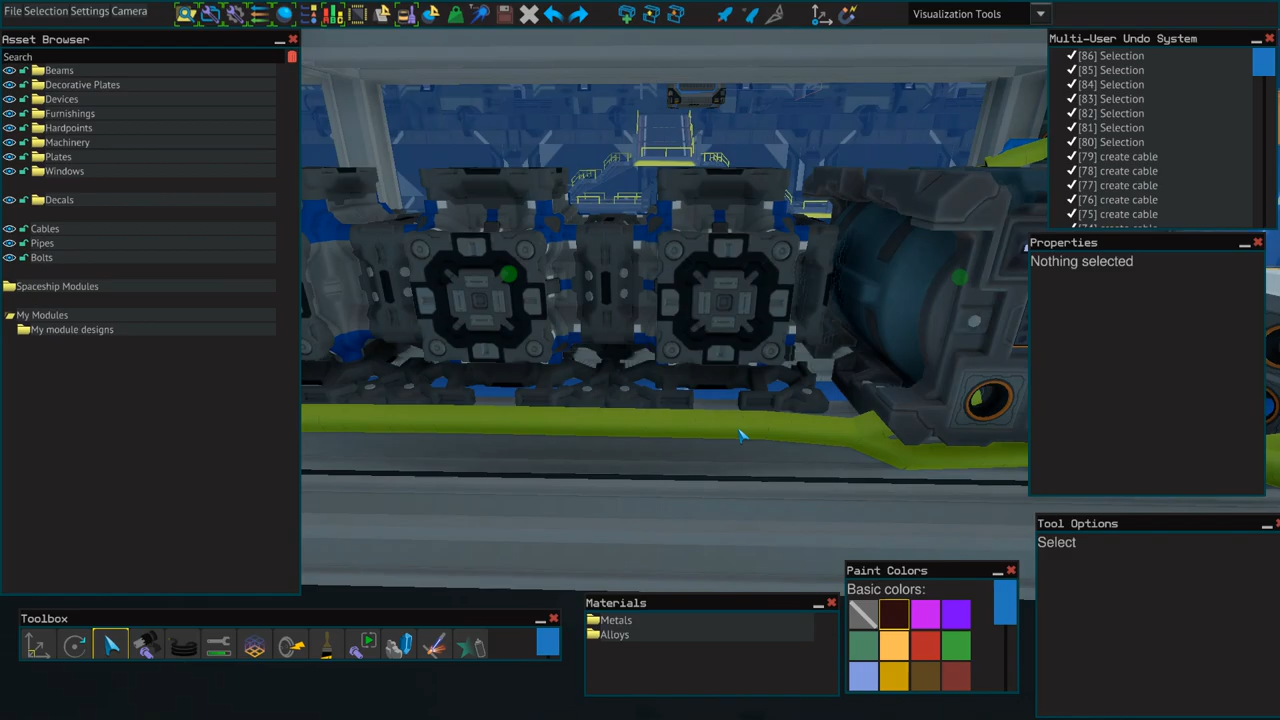 File Selection Settings Camera
Visualization Tools
Asset Browser
Search
Beams
Decorative Plates
Devices
Furnishings
Hardpoints
Machinery
Plates
Windows
Decals
Cables
Pipes
Bolts
Spaceship Modules
My Modules
My module designs
Multi-User Undo System
[86] Selection
[85] Selection
[84] Selection
[83] Selection
[82] Selection
[81] Selection
[80] Selection
[79] create cable
[78] create cable
[77] create cable
[76] create cable
[75] create cable
Properties
Nothing selected
Tool Options
Select
Paint Colors
Basic colors:
Materials
Metals
Alloys
Toolbox